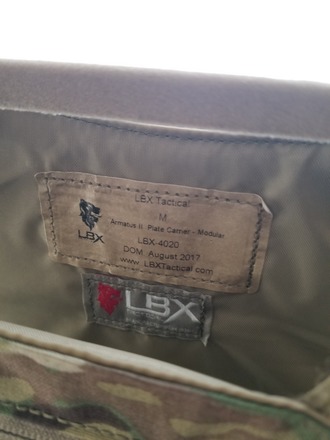 LBX Tactical
M
Armatus II Plate Carrier - Modular
LBX-4020
DOM: August 2017
www.LBXTactical.com
LBX
LBX